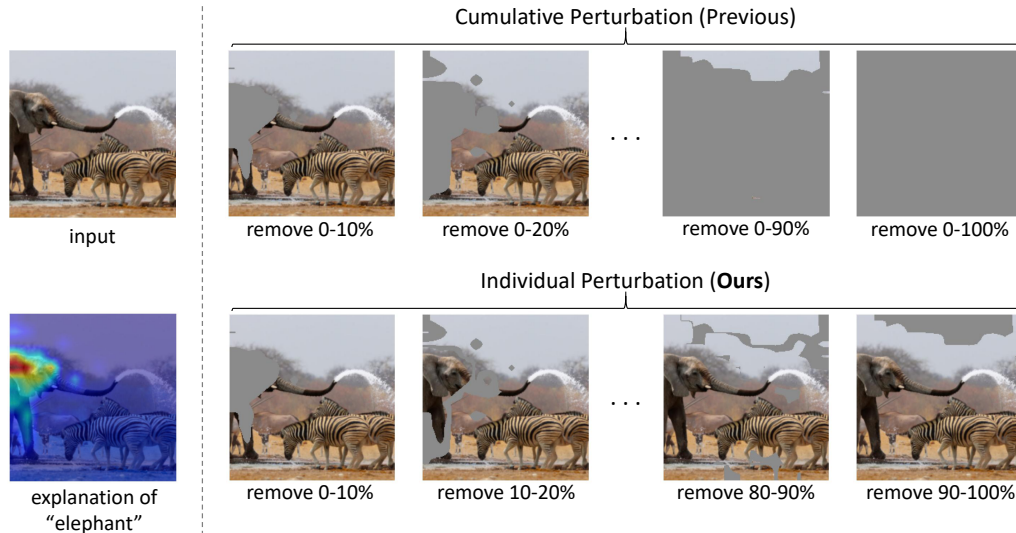 Cumulative Perturbation (Previous)
input
remove 0-10%
remove 0-20%
. . .
remove 0-90%
remove 0-100%
Individual Perturbation (Ours)
explanation of
“elephant”
remove 0-10%
remove 10-20%
. . .
remove 80-90%
remove 90-100%